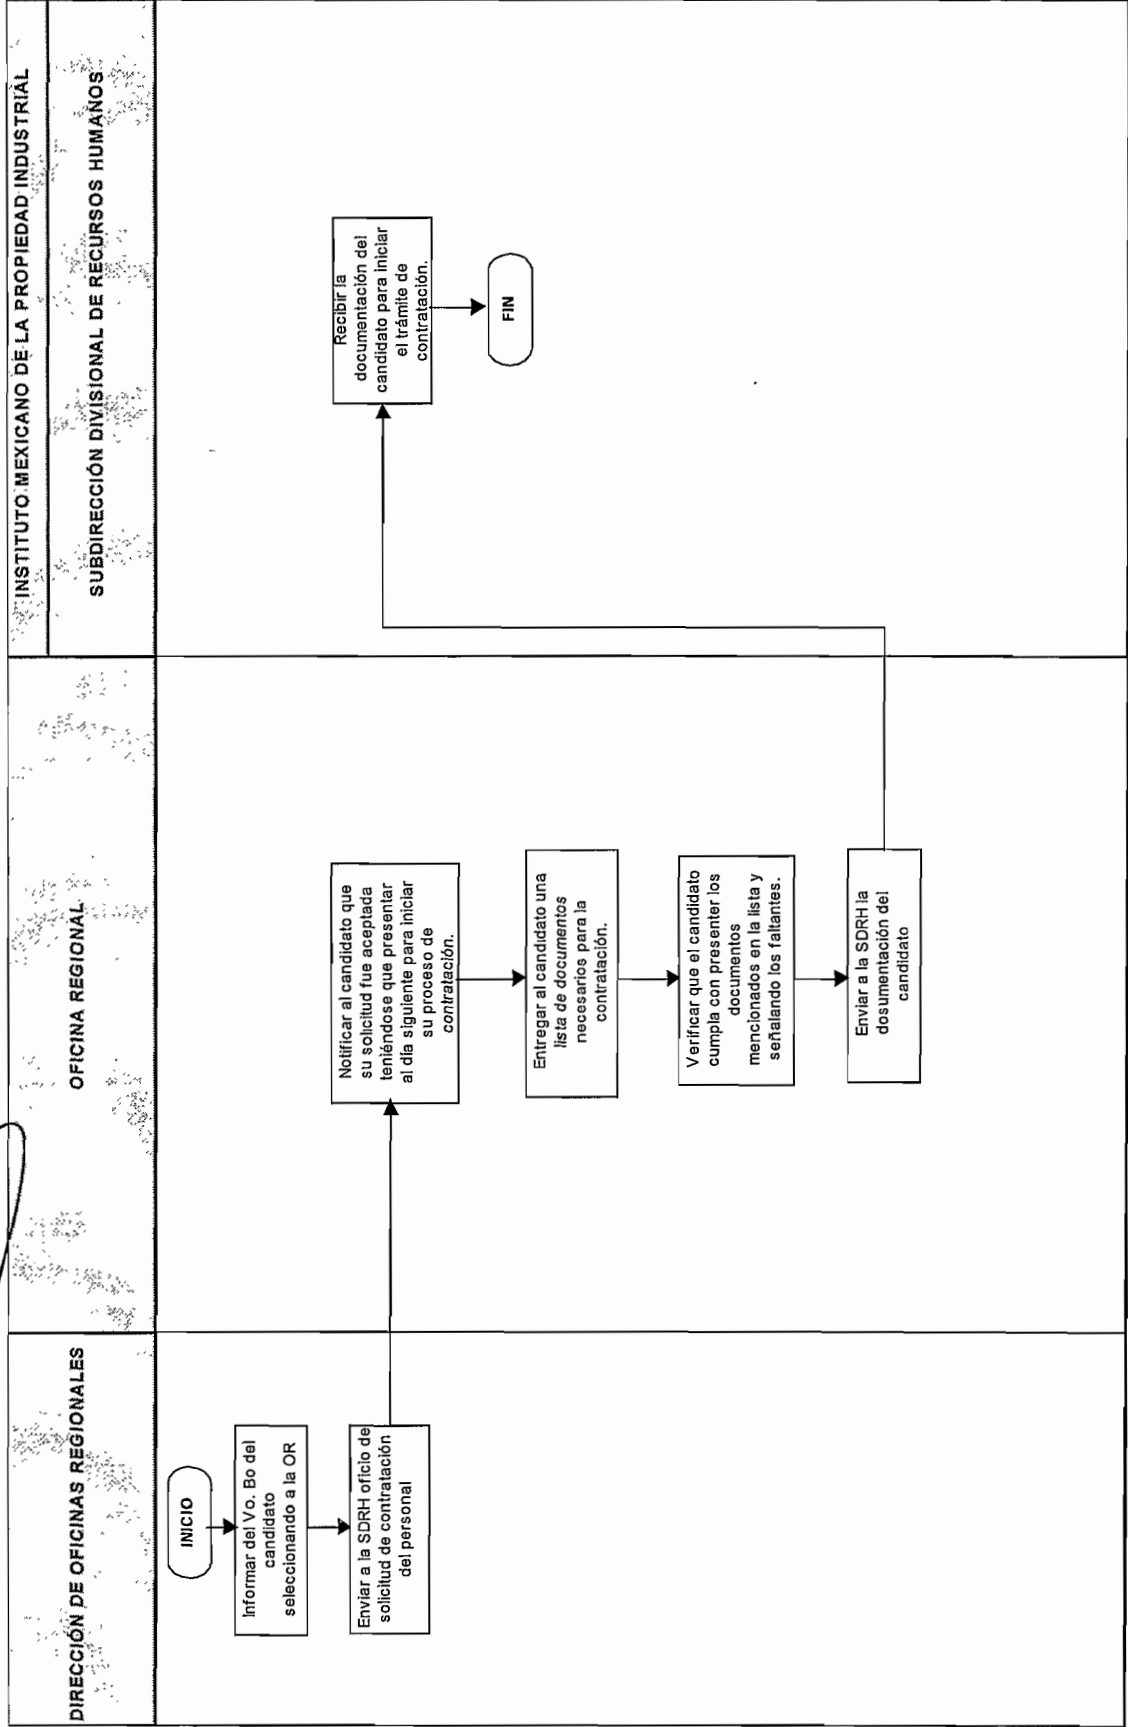 INSTITUTO MEXICANO DE LA PROPIEDAD INDUSTRIAL
DIRECCIÓN DE OFICINAS REGIONALES
OFICINA REGIONAL
SUBDIRECCIÓN DIVISIONAL DE RECURSOS HUMANOS
INICIO
Informar del Vo. Bo del
candidato
seleccionando a la OR
Enviar a la SDRH oficio de
solicitud de contratación
del personal
Notificar al candidato que
su solicitud fue aceptada
teniéndose que presentar
al día siguiente para iniciar
su proceso de
contratación.
Entregar al candidato una
lista de documentos
necesarios para la
contratación.
Verificar que el candidato
cumpla con presenter los
documentos
mencionados en la lista y
señalando los faltantes.
Enviar a la SDRH la
dosumentación del
candidato
Recibir la
documentación del
candidato para iniciar
el trámite de
contratación.
FIN